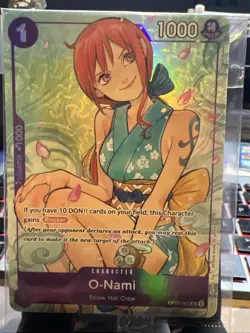 1
1000
特
Counter +1000
If you have 10 DON!! cards on your field, this Character
gains Blocker
(After your opponent declares an attack, you may rest this
card to make it the new target of the attack.)
CHARACTER
O-Nami
Straw Hat Crew